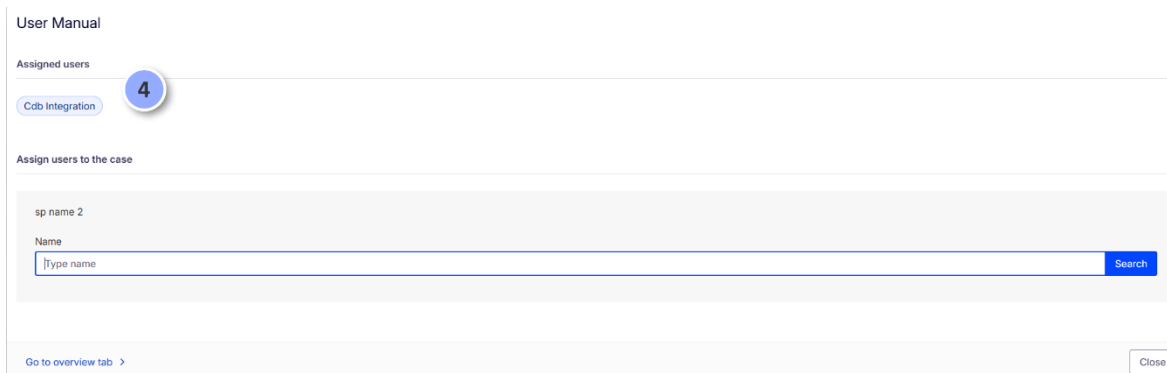 User Manual
Assigned users
4
Cdb Integration
Assign users to the case
sp name 2
Name
Type name
Search
Go to overview tab >
Close